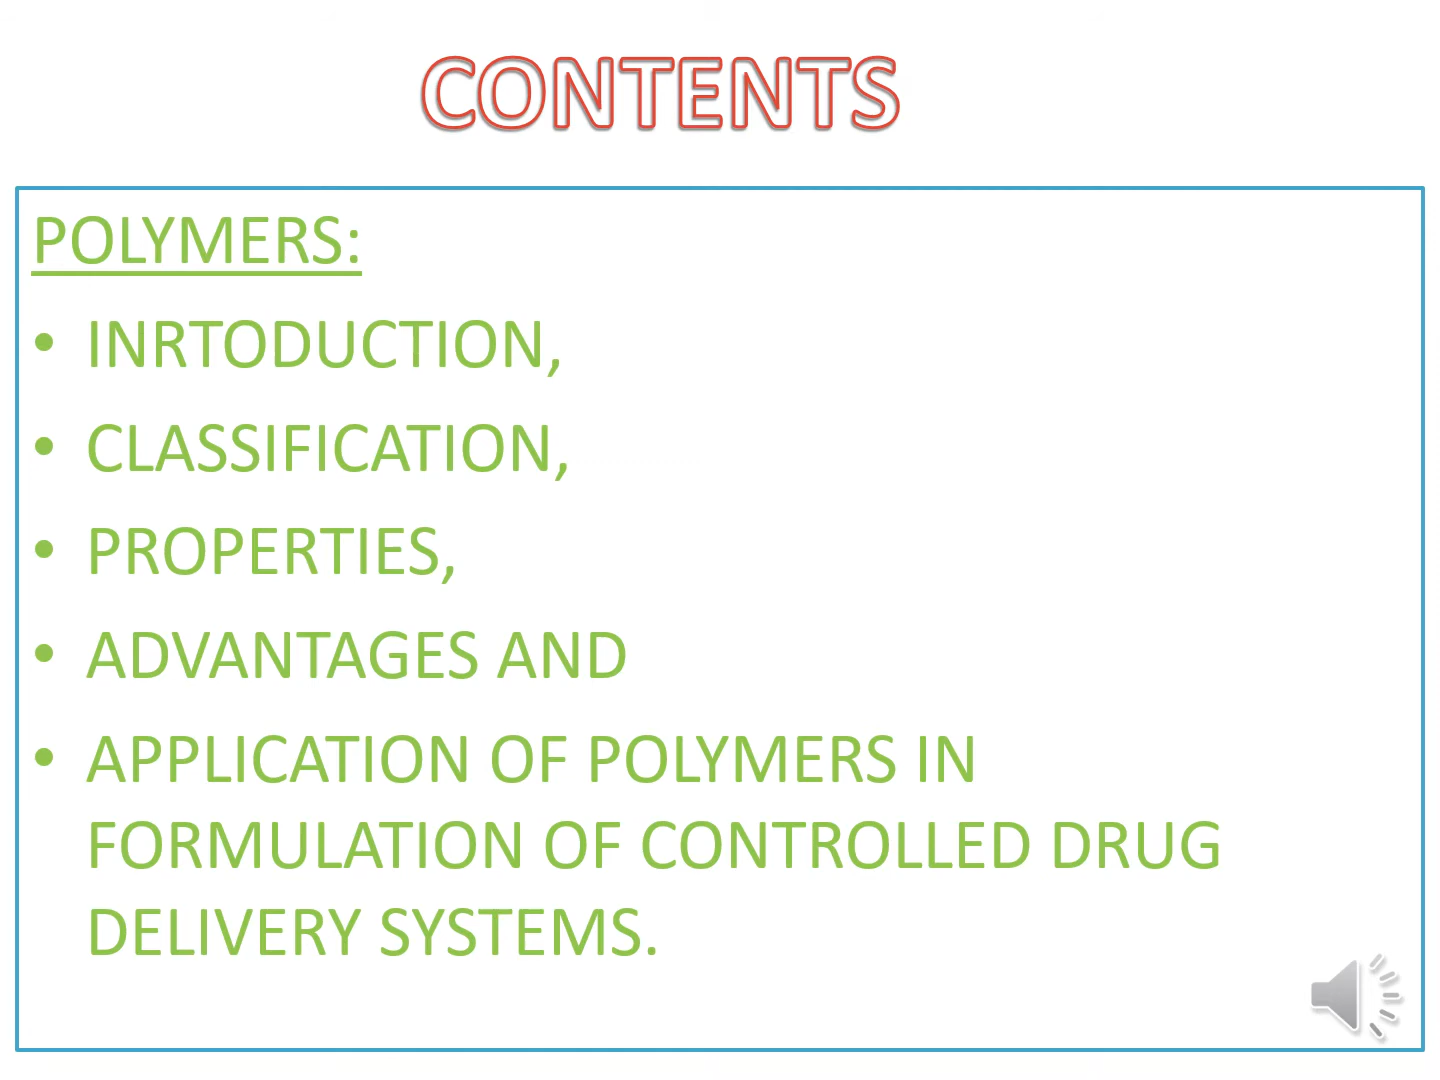 CONTENTS
POLYMERS:
• INRTODUCTION,
• CLASSIFICATION,
• PROPERTIES,
• ADVANTAGES AND
• APPLICATION OF POLYMERS IN
FORMULATION OF CONTROLLED DRUG
DELIVERY SYSTEMS.